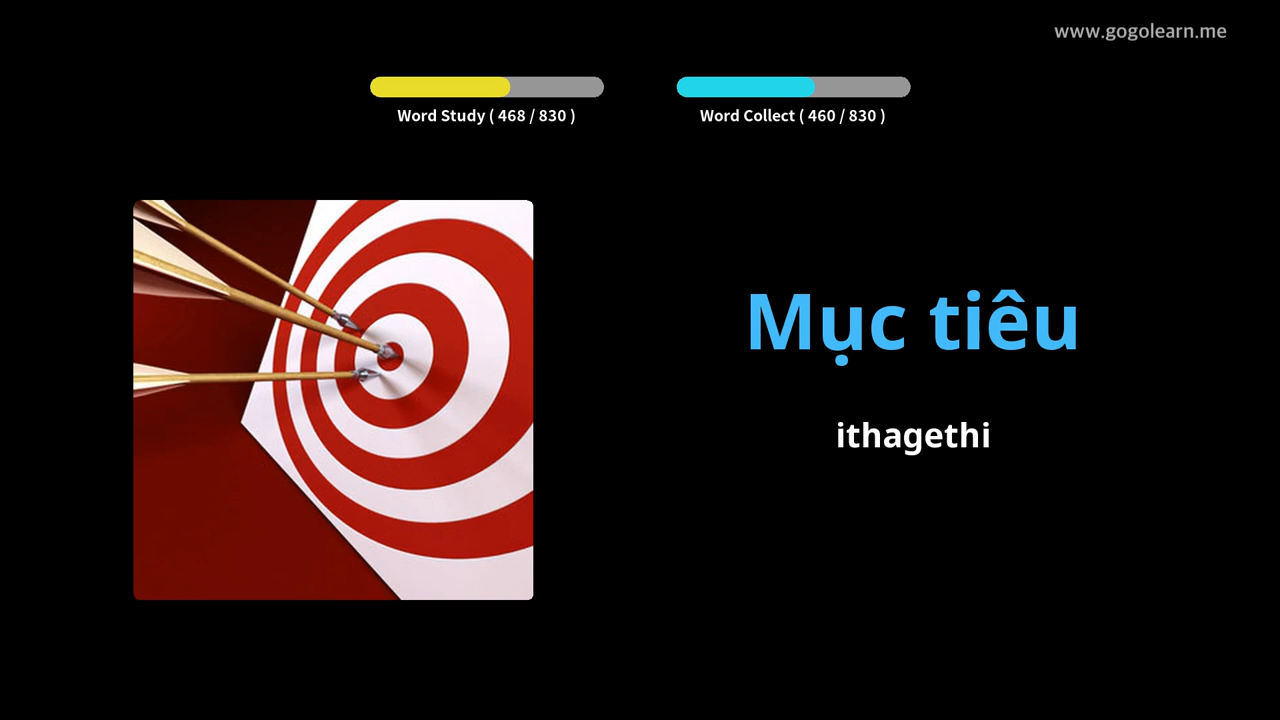 www.gogolearn.me
Word Study ( 468 / 830 )
Word Collect ( 460 / 830 )
Mục tiêu
ithagethi